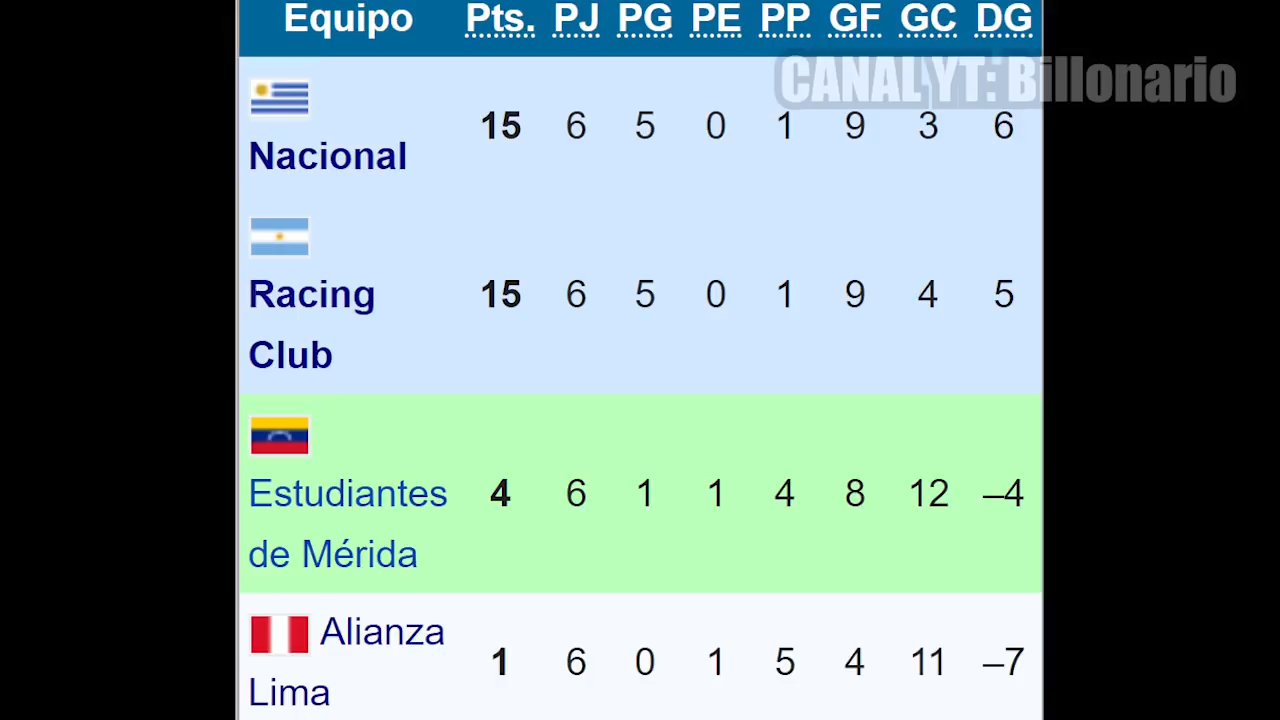 Equipo Pts. PJ PG PE PP GF GC DG
CANAL YT: Billonario
Nacional 15 6 5 0 1 9 3 6
Racing
Club 15 6 5 0 1 9 4 5
Estudiantes
de Mérida 4 6 1 1 4 8 12 –4
Alianza
Lima 1 6 0 1 5 4 11 –7